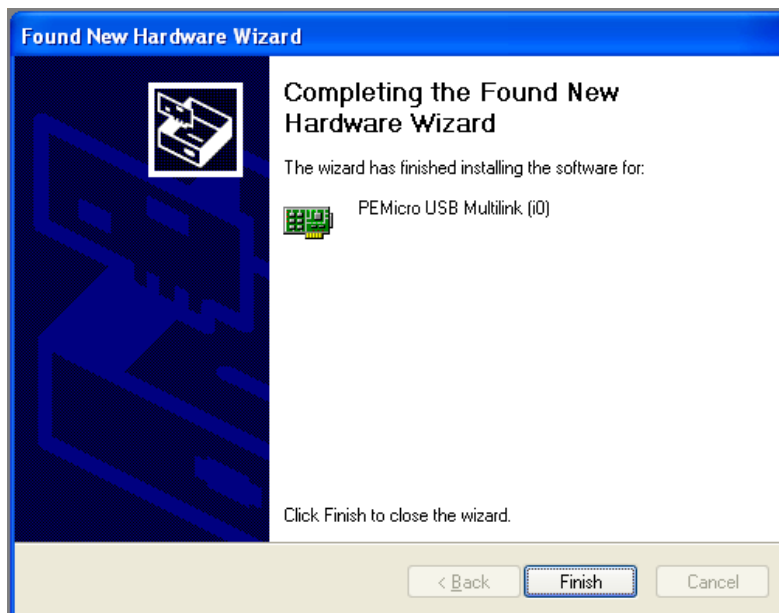 Found New Hardware Wizard
Completing the Found New
Hardware Wizard
The wizard has finished installing the software for:
PEMicro USB Multilink (i0)
Click Finish to close the wizard.
< Back
Finish
Cancel